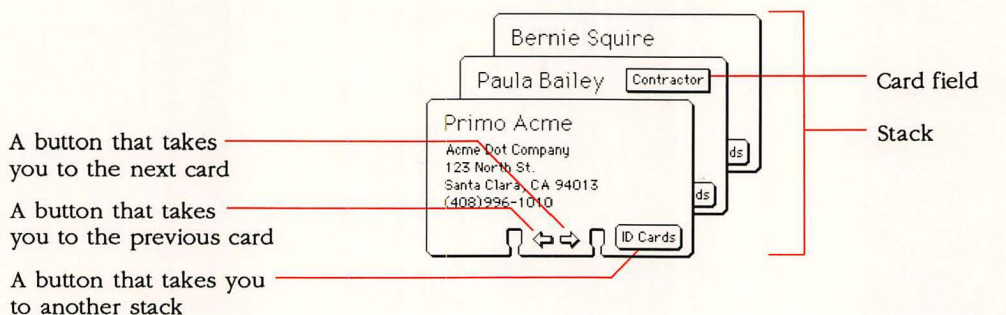 Bernie Squire
Paula Bailey
Contractor
Card field
Primo Acme
Stack
Acme Dot Company
123 North St.
Santa Clara, CA 94013
(408)996-1010
ds
ds
ID Cards
A button that takes
you to the next card
A button that takes
you to the previous card
A button that takes you
to another stack